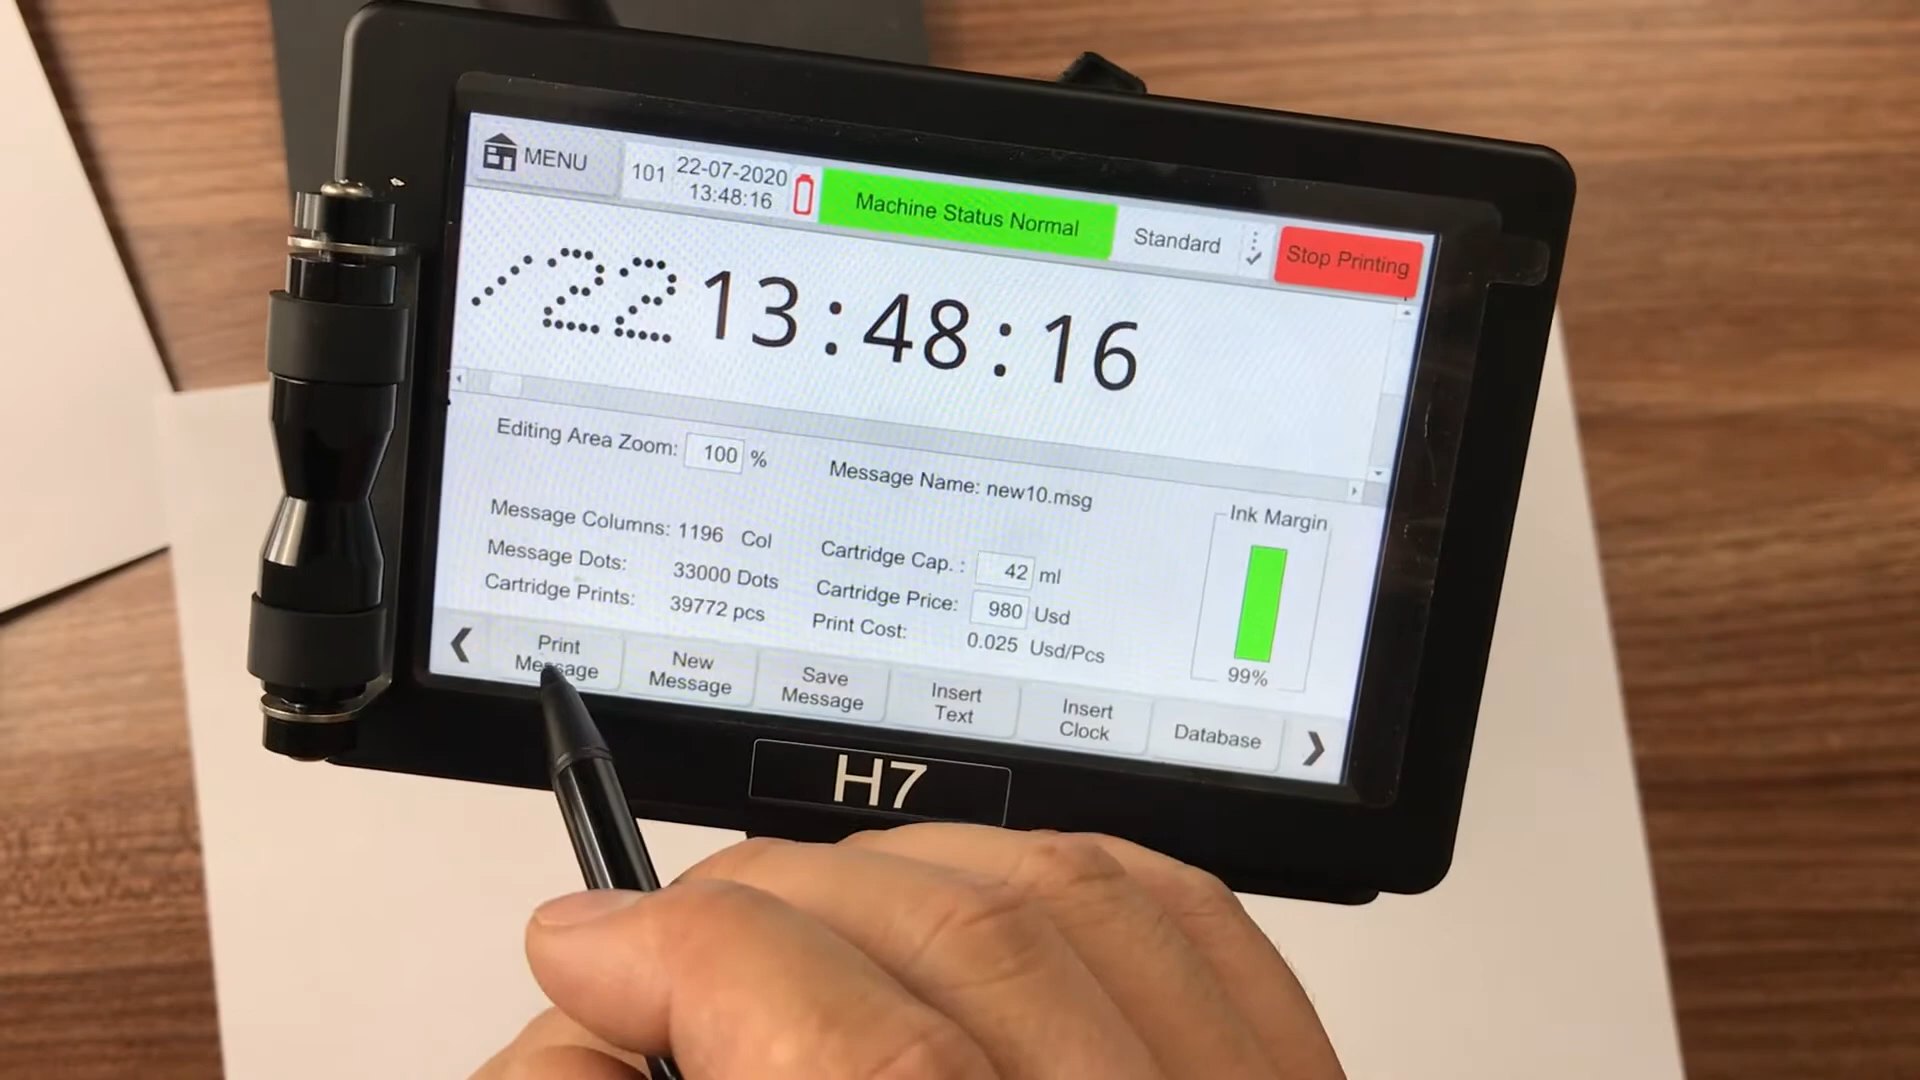 MENU
101
22-07-2020
13:48:16
Machine Status Normal
Standard
Stop Printing
/22 13:48:16
Editing Area Zoom: 100 %
Message Name: new10.msg
Message Columns: 1196 Col
Message Dots: 33000 Dots
Cartridge Prints: 39772 pcs
Cartridge Cap. : 42 ml
Cartridge Price: 980 Usd
Print Cost: 0.025 Usd/Pcs
Ink Margin
99%
Print
Message
New
Message
Save
Message
Insert
Text
Insert
Clock
Database
H7